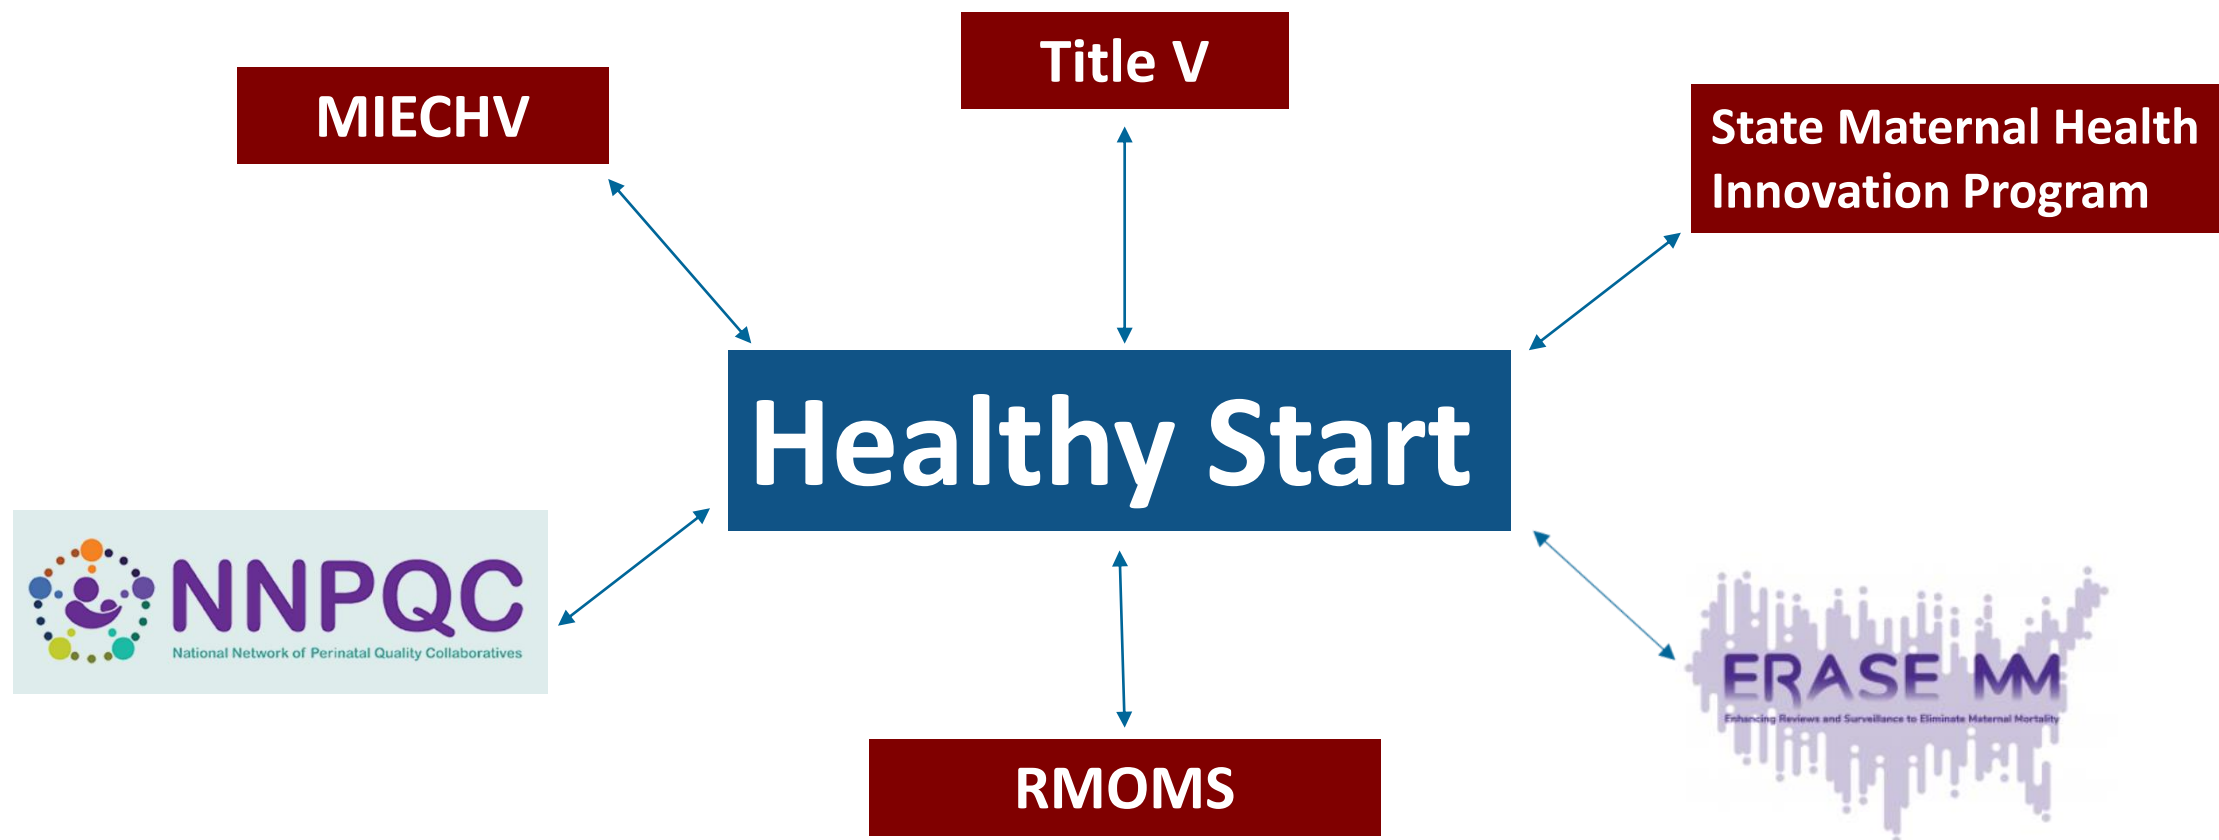 Title V
MIECHV
State Maternal Health
Innovation Program
Healthy Start
NNPQC
National Network of Perinatal Quality Collaboratives
ERASE MM
Enhancing Reviews and Surveillance to Eliminate Maternal Mortality
RMOMS